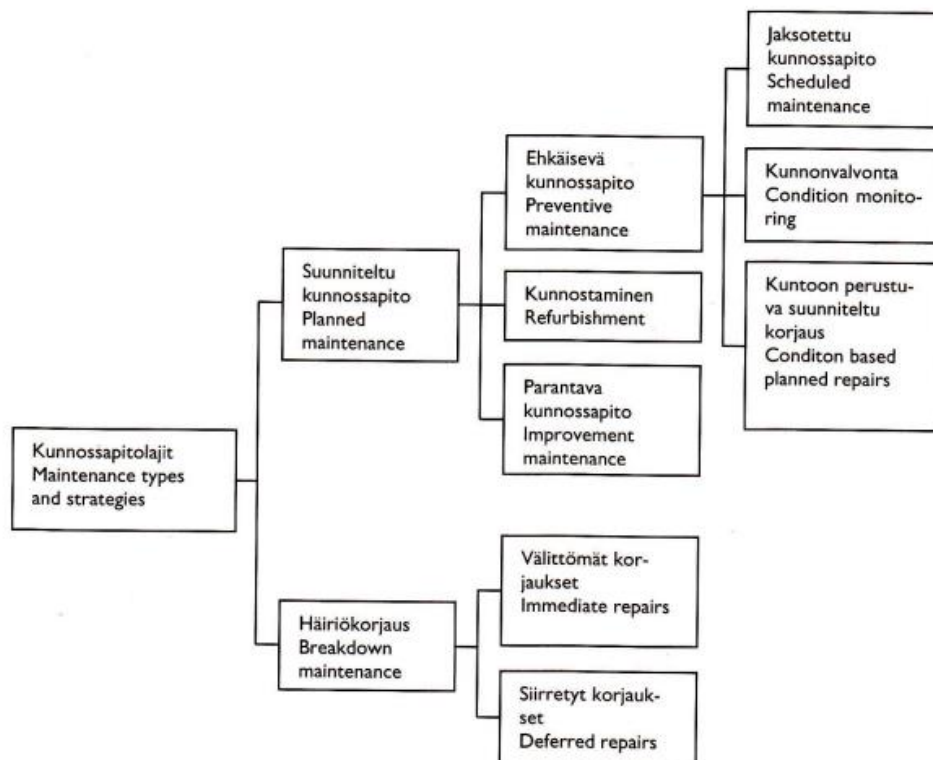 Kunnossapitolajit
Maintenance types
and strategies
Suunniteltu
kunnossapito
Planned
maintenance
Ehkäisevä
kunnossapito
Preventive
maintenance
Jaksotettu
kunnossapito
Scheduled
maintenance
Kunnonvalvonta
Condition monito-
ring
Kuntoon perustu-
va suunniteltu
korjaus
Conditon based
planned repairs
Kunnostaminen
Refurbishment
Parantava
kunnossapito
Improvement
maintenance
Häiriökorjaus
Breakdown
maintenance
Välittömät kor-
jaukset
Immediate repairs
Siirretyt korjauk-
set
Deferred repairs